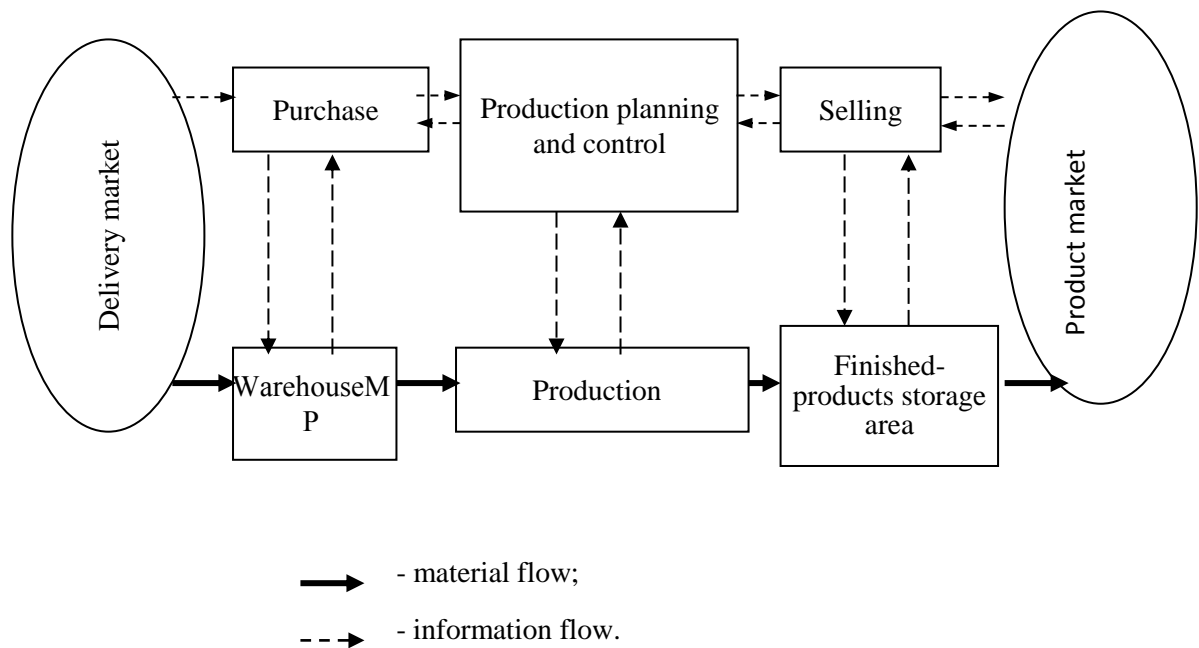 Delivery market
Purchase
Production planning
and control
Selling
Product market
WarehouseM
P
Production
Finished-
products storage
area
- material flow;
- information flow.